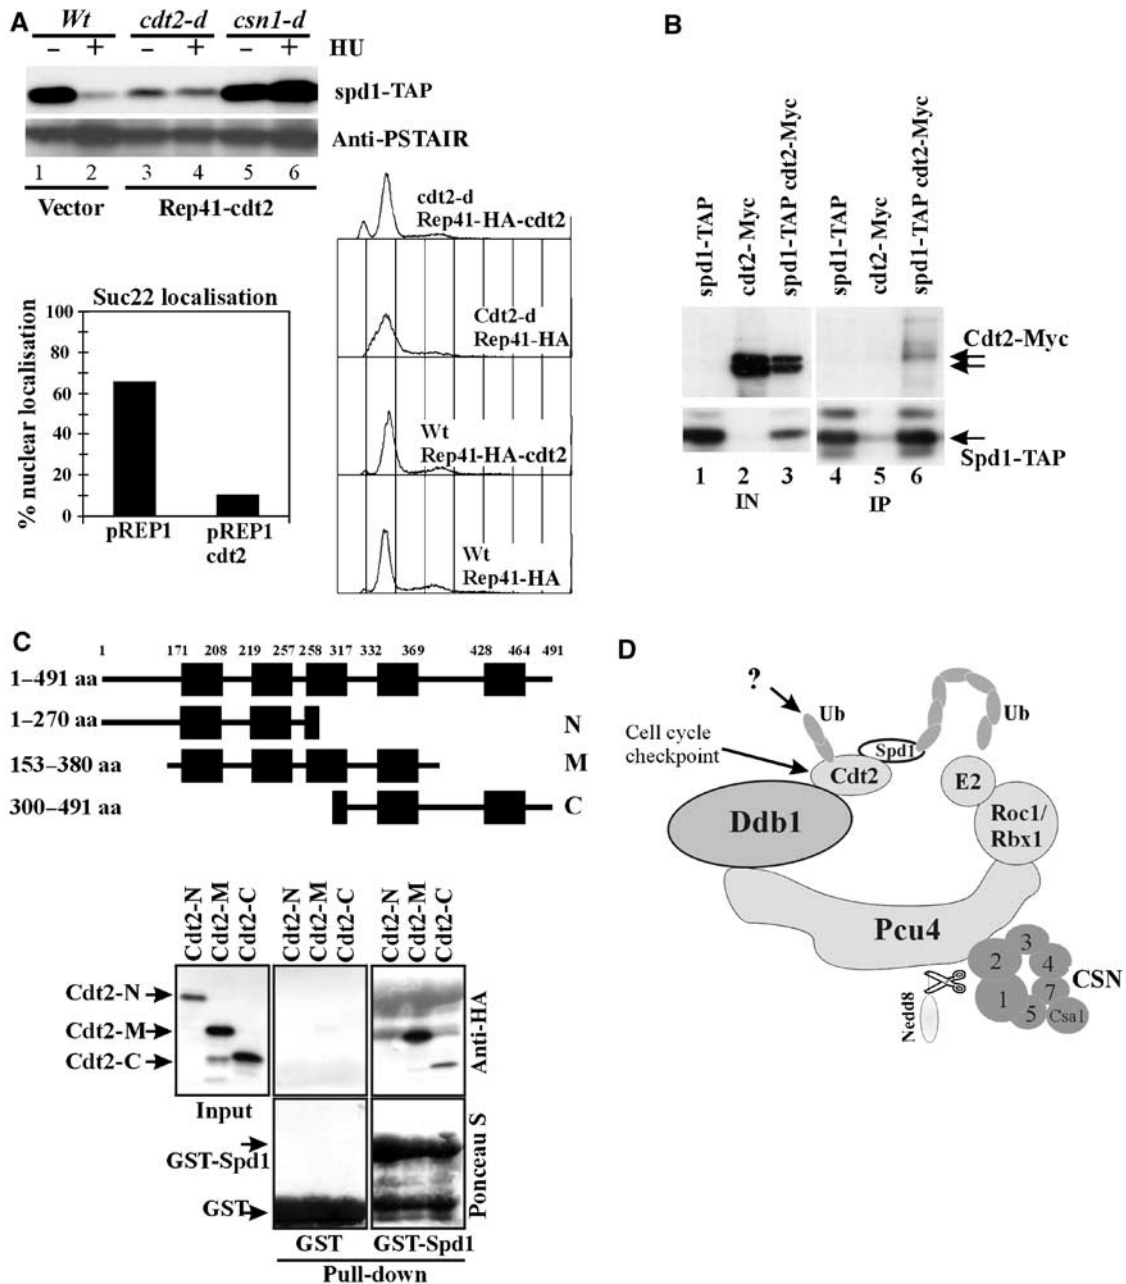 A
Wt cdt2-d csn1-d
– + – + – + HU
spd1-TAP
Anti-PSTAIR
1 2 3 4 5 6
Vector Rep41-cdt2
Suc22 localisation
% nuclear localisation
100
80
60
40
20
0
pREP1 pREP1
cdt2
cdt2-d
Rep41-HA-cdt2
Cdt2-d
Rep41-HA
Wt
Rep41-HA-cdt2
Wt
Rep41-HA
B
spd1-TAP
cdt2-Myc
spd1-TAP cdt2-Myc
spd1-TAP
cdt2-Myc
spd1-TAP cdt2-Myc
Cdt2-Myc
Spd1-TAP
1 2 3 4 5 6
IN IP
C
1 171 208 219 257 258 317 332 369 428 464 491
1–491 aa
1–270 aa N
153–380 aa M
300–491 aa C
Cdt2-N
Cdt2-M
Cdt2-C
Cdt2-N
Cdt2-M
Cdt2-C
Cdt2-N
Cdt2-M
Cdt2-C
Cdt2-N
Cdt2-M
Cdt2-C
Anti-HA
Input
GST-Spd1
GST
Ponceau S
GST GST-Spd1
Pull-down
D
?
Ub
Ub
Cell cycle
checkpoint
Spd1
Cdt2
E2
Ddb1
Roc1/
Rbx1
Pcu4
3
2 4
1 7
5 Csa1
CSN
Nedd8